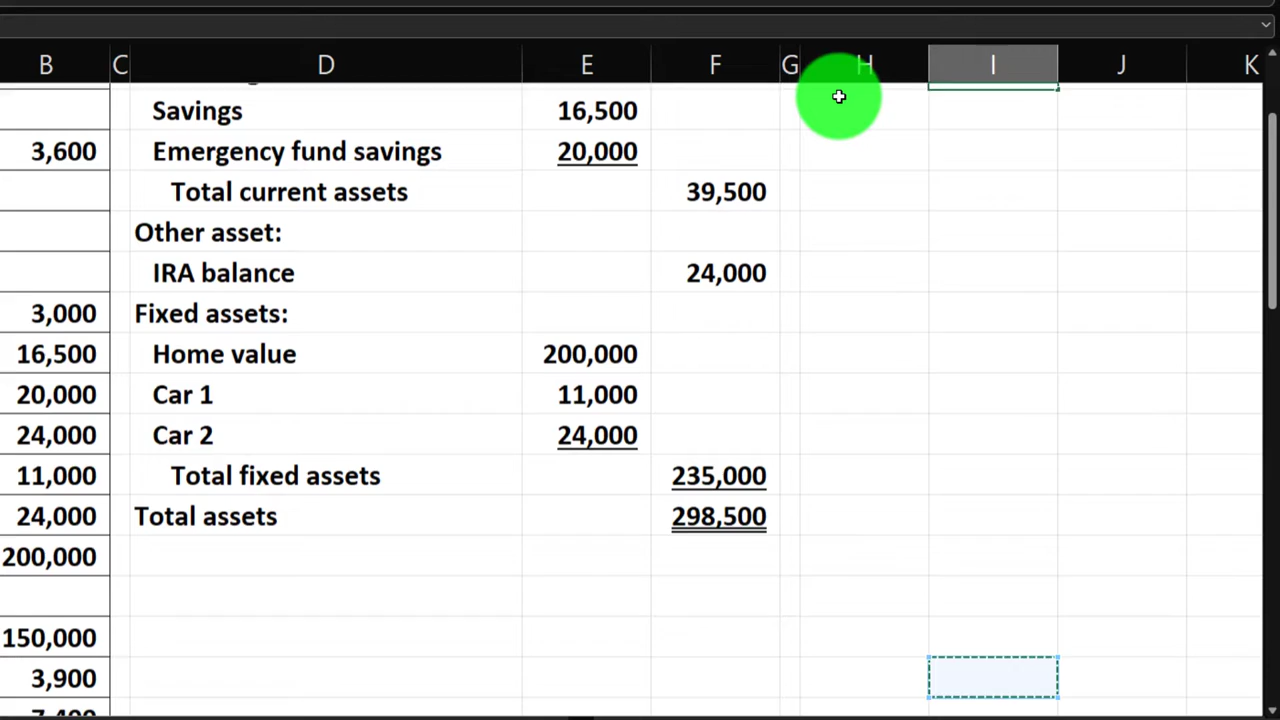 B C D E F G H I J K
Savings 16,500
3,600 Emergency fund savings 20,000
Total current assets 39,500
Other asset:
IRA balance 24,000
3,000 Fixed assets:
16,500 Home value 200,000
20,000 Car 1 11,000
24,000 Car 2 24,000
11,000 Total fixed assets 235,000
24,000 Total assets 298,500
200,000
150,000
3,900